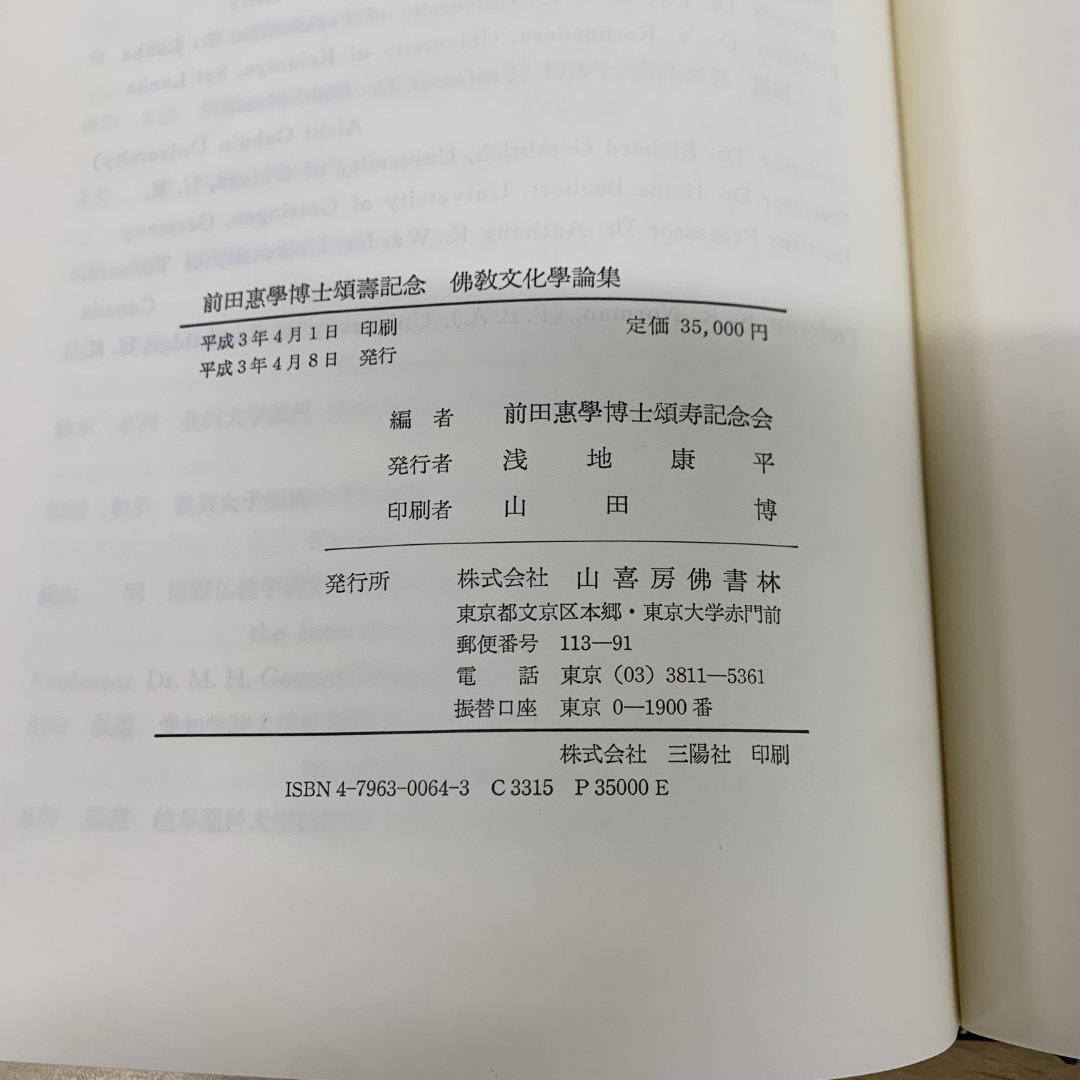 前田惠學博士頌壽記念　佛教文化學論集
平成3年4月1日　印刷
平成3年4月8日　発行
定価 35,000 円
編　者　前田惠學博士頌寿記念会
発行者　浅　地　康　平
印刷者　山　田　博
発行所　株式会社　山喜房佛書林
東京都文京区本郷・東京大学赤門前
郵便番号　113―91
電　　話　東京（03）3811―5361
振替口座　東京 0―1900 番
株式会社　三陽社　印刷
ISBN 4-7963-0064-3　C 3315　P 35000 E